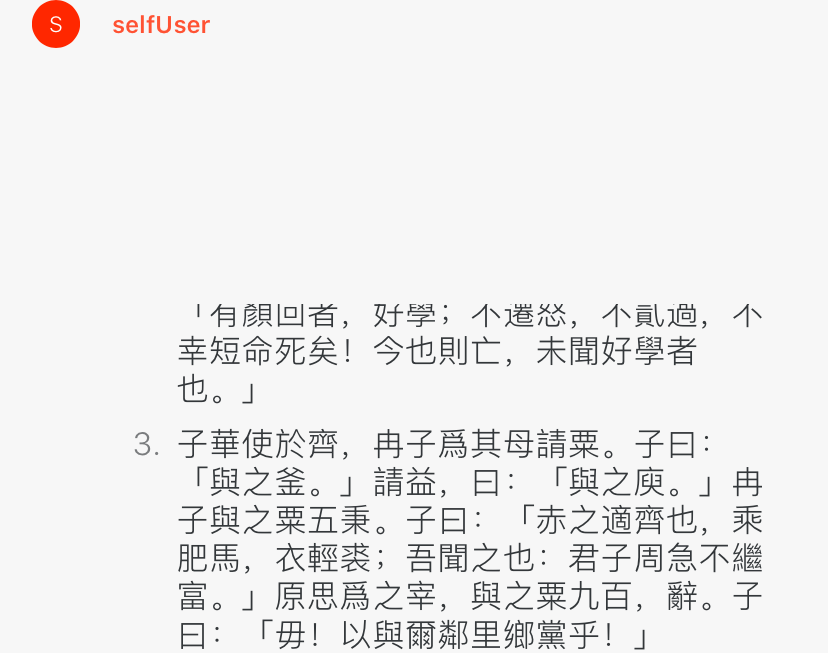 S
selfUser
「有顏回者，好學；不遷怒，不貳過，不
幸短命死矣！今也則亡，未聞好學者
也。」
3. 子華使於齊，冉子爲其母請粟。子曰：
「與之釜。」請益，曰：「與之庾。」冉
子與之粟五秉。子曰：「赤之適齊也，乘
肥馬，衣輕裘；吾聞之也：君子周急不繼
富。」原思爲之宰，與之粟九百，辭。子
曰：「毋！以與爾鄰里鄉黨乎！」